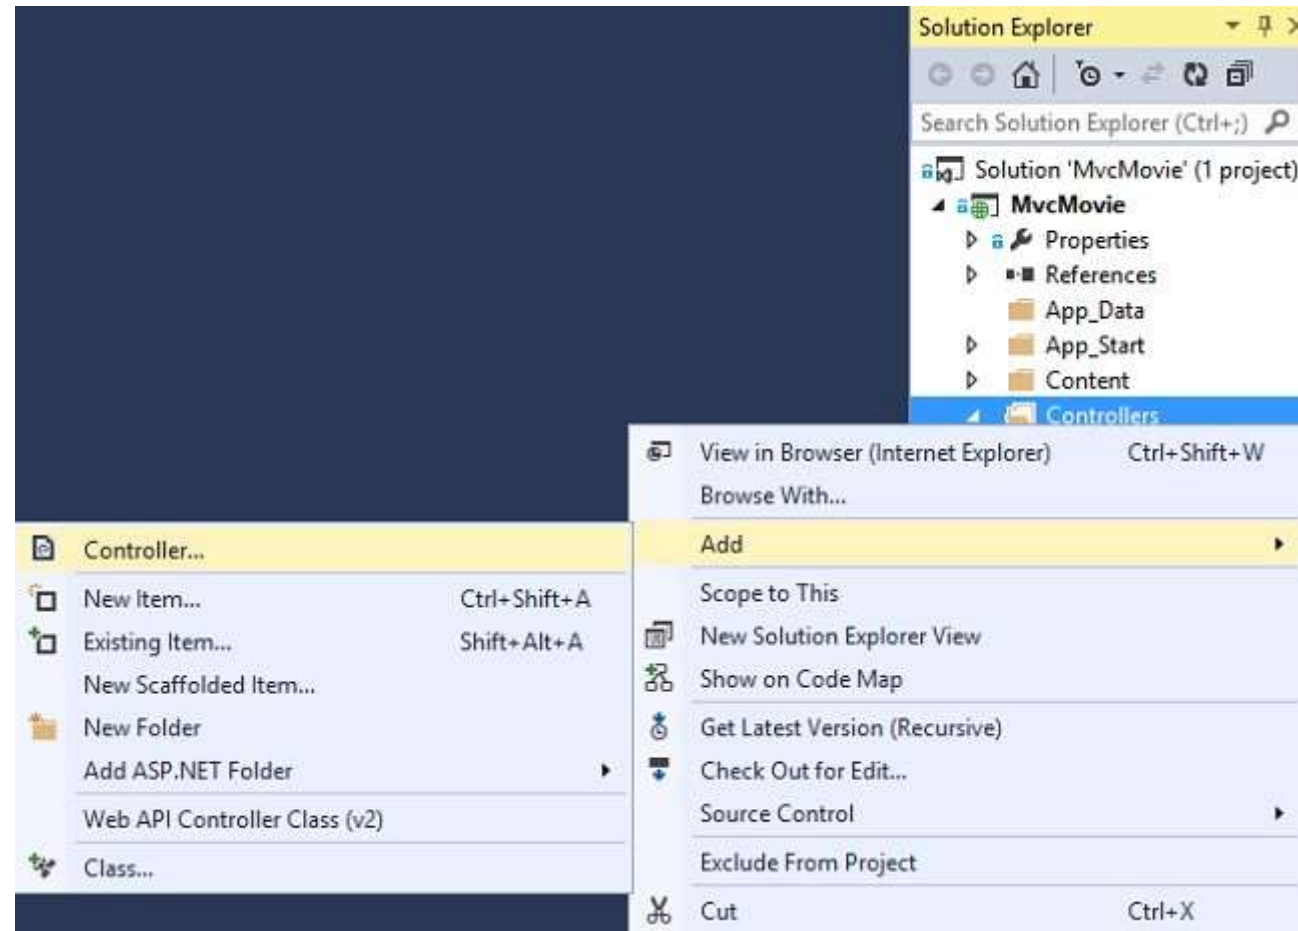 Solution Explorer
Search Solution Explorer (Ctrl+;)
Solution 'MvcMovie' (1 project)
MvcMovie
Properties
References
App_Data
App_Start
Content
Controllers
View in Browser (Internet Explorer) Ctrl+Shift+W
Browse With...
Add
Scope to This
New Solution Explorer View
Show on Code Map
Get Latest Version (Recursive)
Check Out for Edit...
Source Control
Exclude From Project
Cut Ctrl+X
Controller...
New Item... Ctrl+Shift+A
Existing Item... Shift+Alt+A
New Scaffolded Item...
New Folder
Add ASP.NET Folder
Web API Controller Class (v2)
Class...